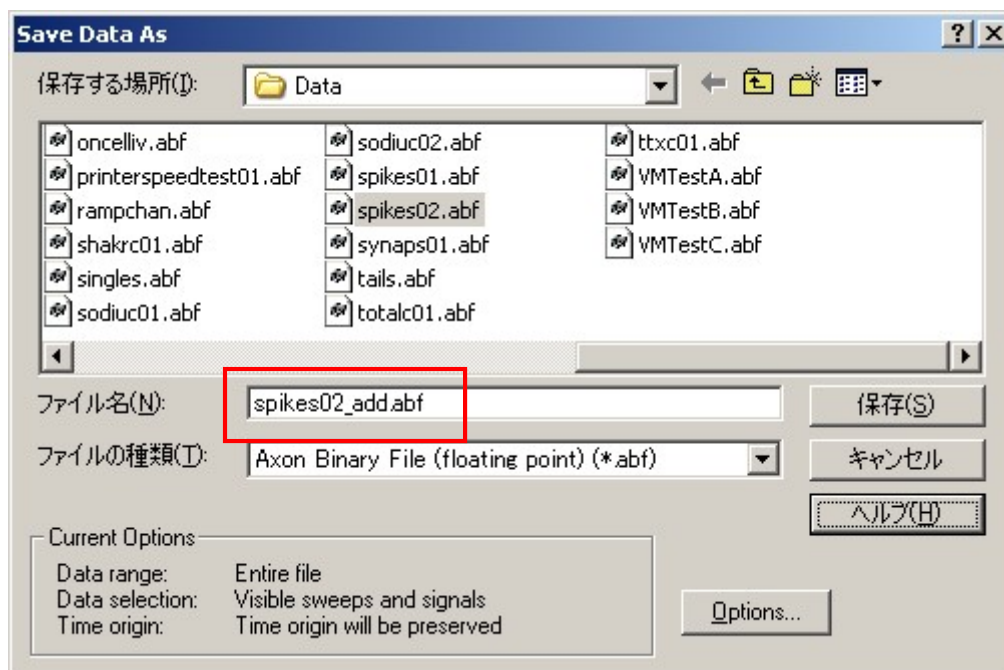 Save Data As
保存する場所(I):
Data
oncelliv.abf
printerspeedtest01.abf
rampchan.abf
shakrc01.abf
singles.abf
sodiuc01.abf
sodiuc02.abf
spikes01.abf
spikes02.abf
synaps01.abf
tails.abf
totalc01.abf
ttxc01.abf
VMTestA.abf
VMTestB.abf
VMTestC.abf
ファイル名(N):
spikes02_add.abf
保存(S)
ファイルの種類(T):
Axon Binary File (floating point) (*.abf)
キャンセル
ヘルプ(H)
Current Options
Data range: Entire file
Data selection: Visible sweeps and signals
Time origin: Time origin will be preserved
Options...